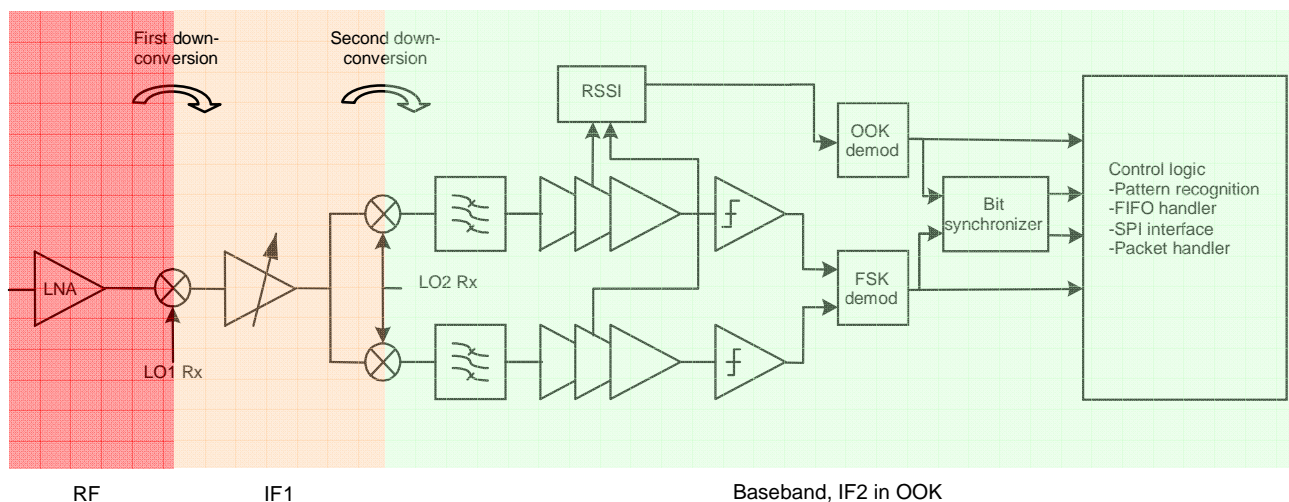 First down-
conversion
Second down-
conversion
RSSI
OOK
demod
Control logic
-Pattern recognition
-FIFO handler
-SPI interface
-Packet handler
Bit
synchronizer
LNA
LO2 Rx
FSK
demod
LO1 Rx
RF
IF1
Baseband, IF2 in OOK